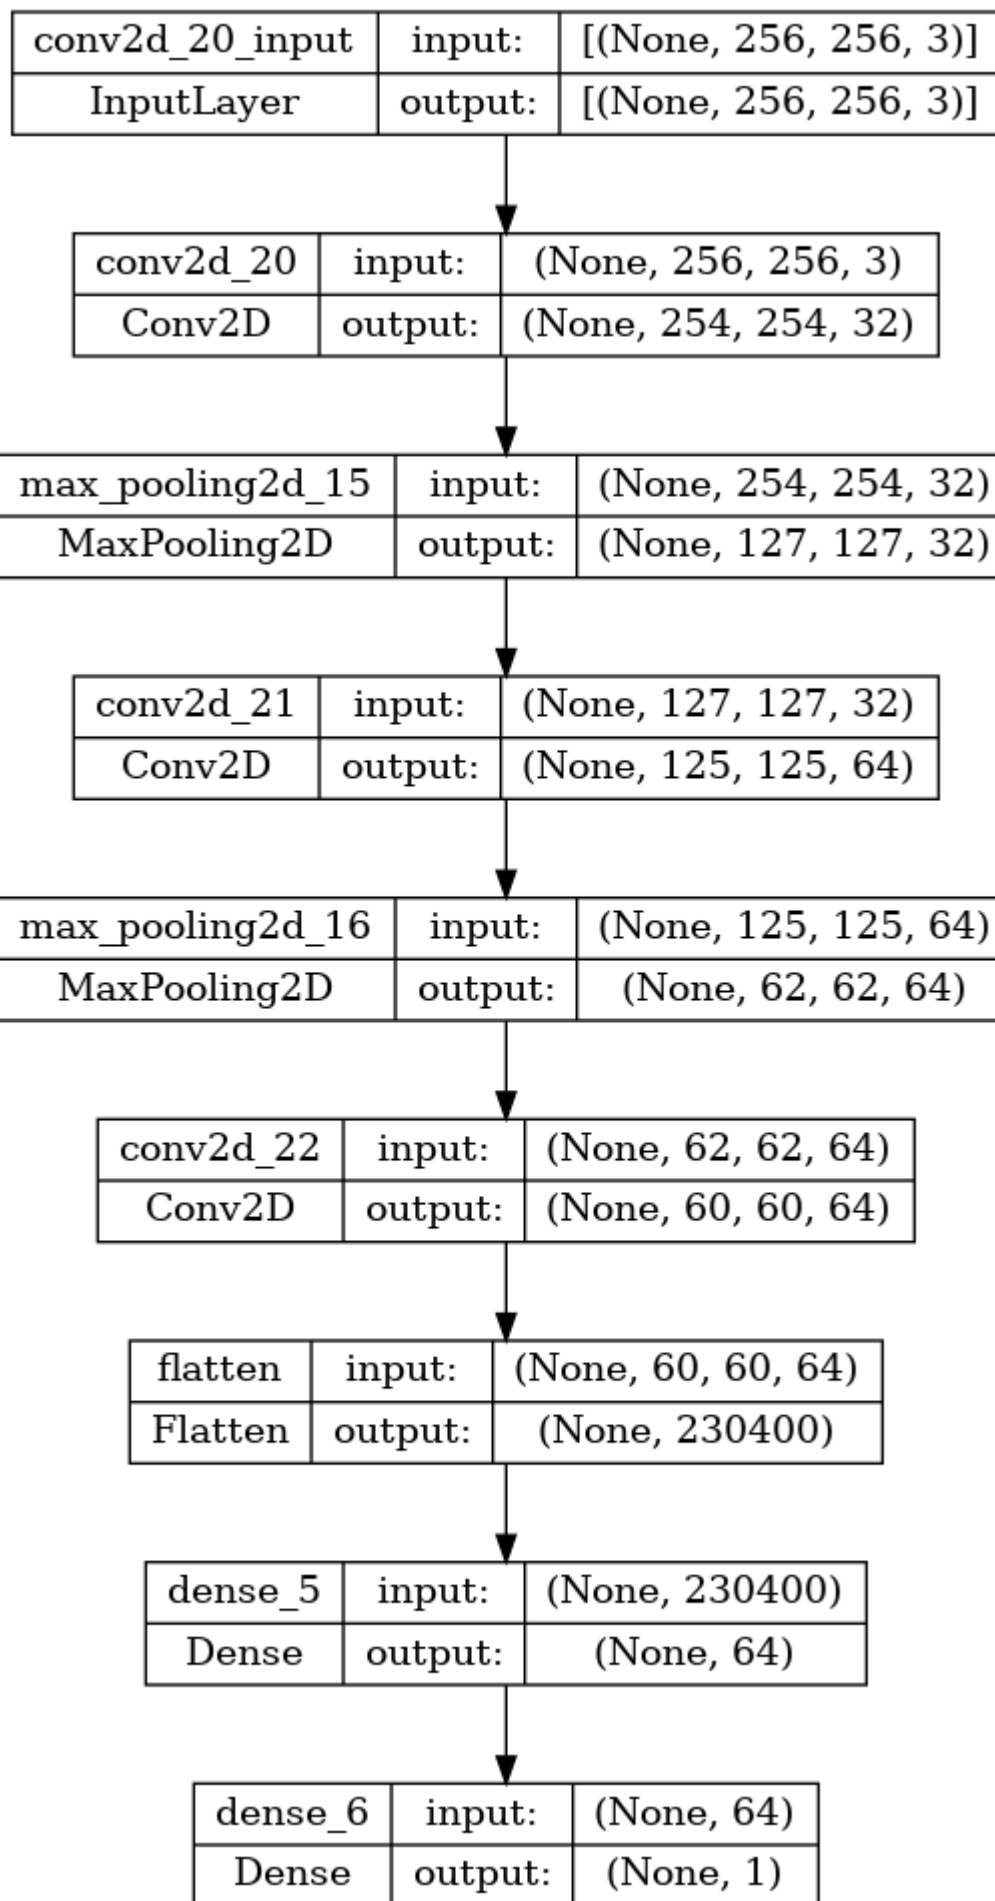 conv2d_20_input input: [(None, 256, 256, 3)]
InputLayer output: [(None, 256, 256, 3)]
conv2d_20 input: (None, 256, 256, 3)
Conv2D output: (None, 254, 254, 32)
max_pooling2d_15 input: (None, 254, 254, 32)
MaxPooling2D output: (None, 127, 127, 32)
conv2d_21 input: (None, 127, 127, 32)
Conv2D output: (None, 125, 125, 64)
max_pooling2d_16 input: (None, 125, 125, 64)
MaxPooling2D output: (None, 62, 62, 64)
conv2d_22 input: (None, 62, 62, 64)
Conv2D output: (None, 60, 60, 64)
flatten input: (None, 60, 60, 64)
Flatten output: (None, 230400)
dense_5 input: (None, 230400)
Dense output: (None, 64)
dense_6 input: (None, 64)
Dense output: (None, 1)